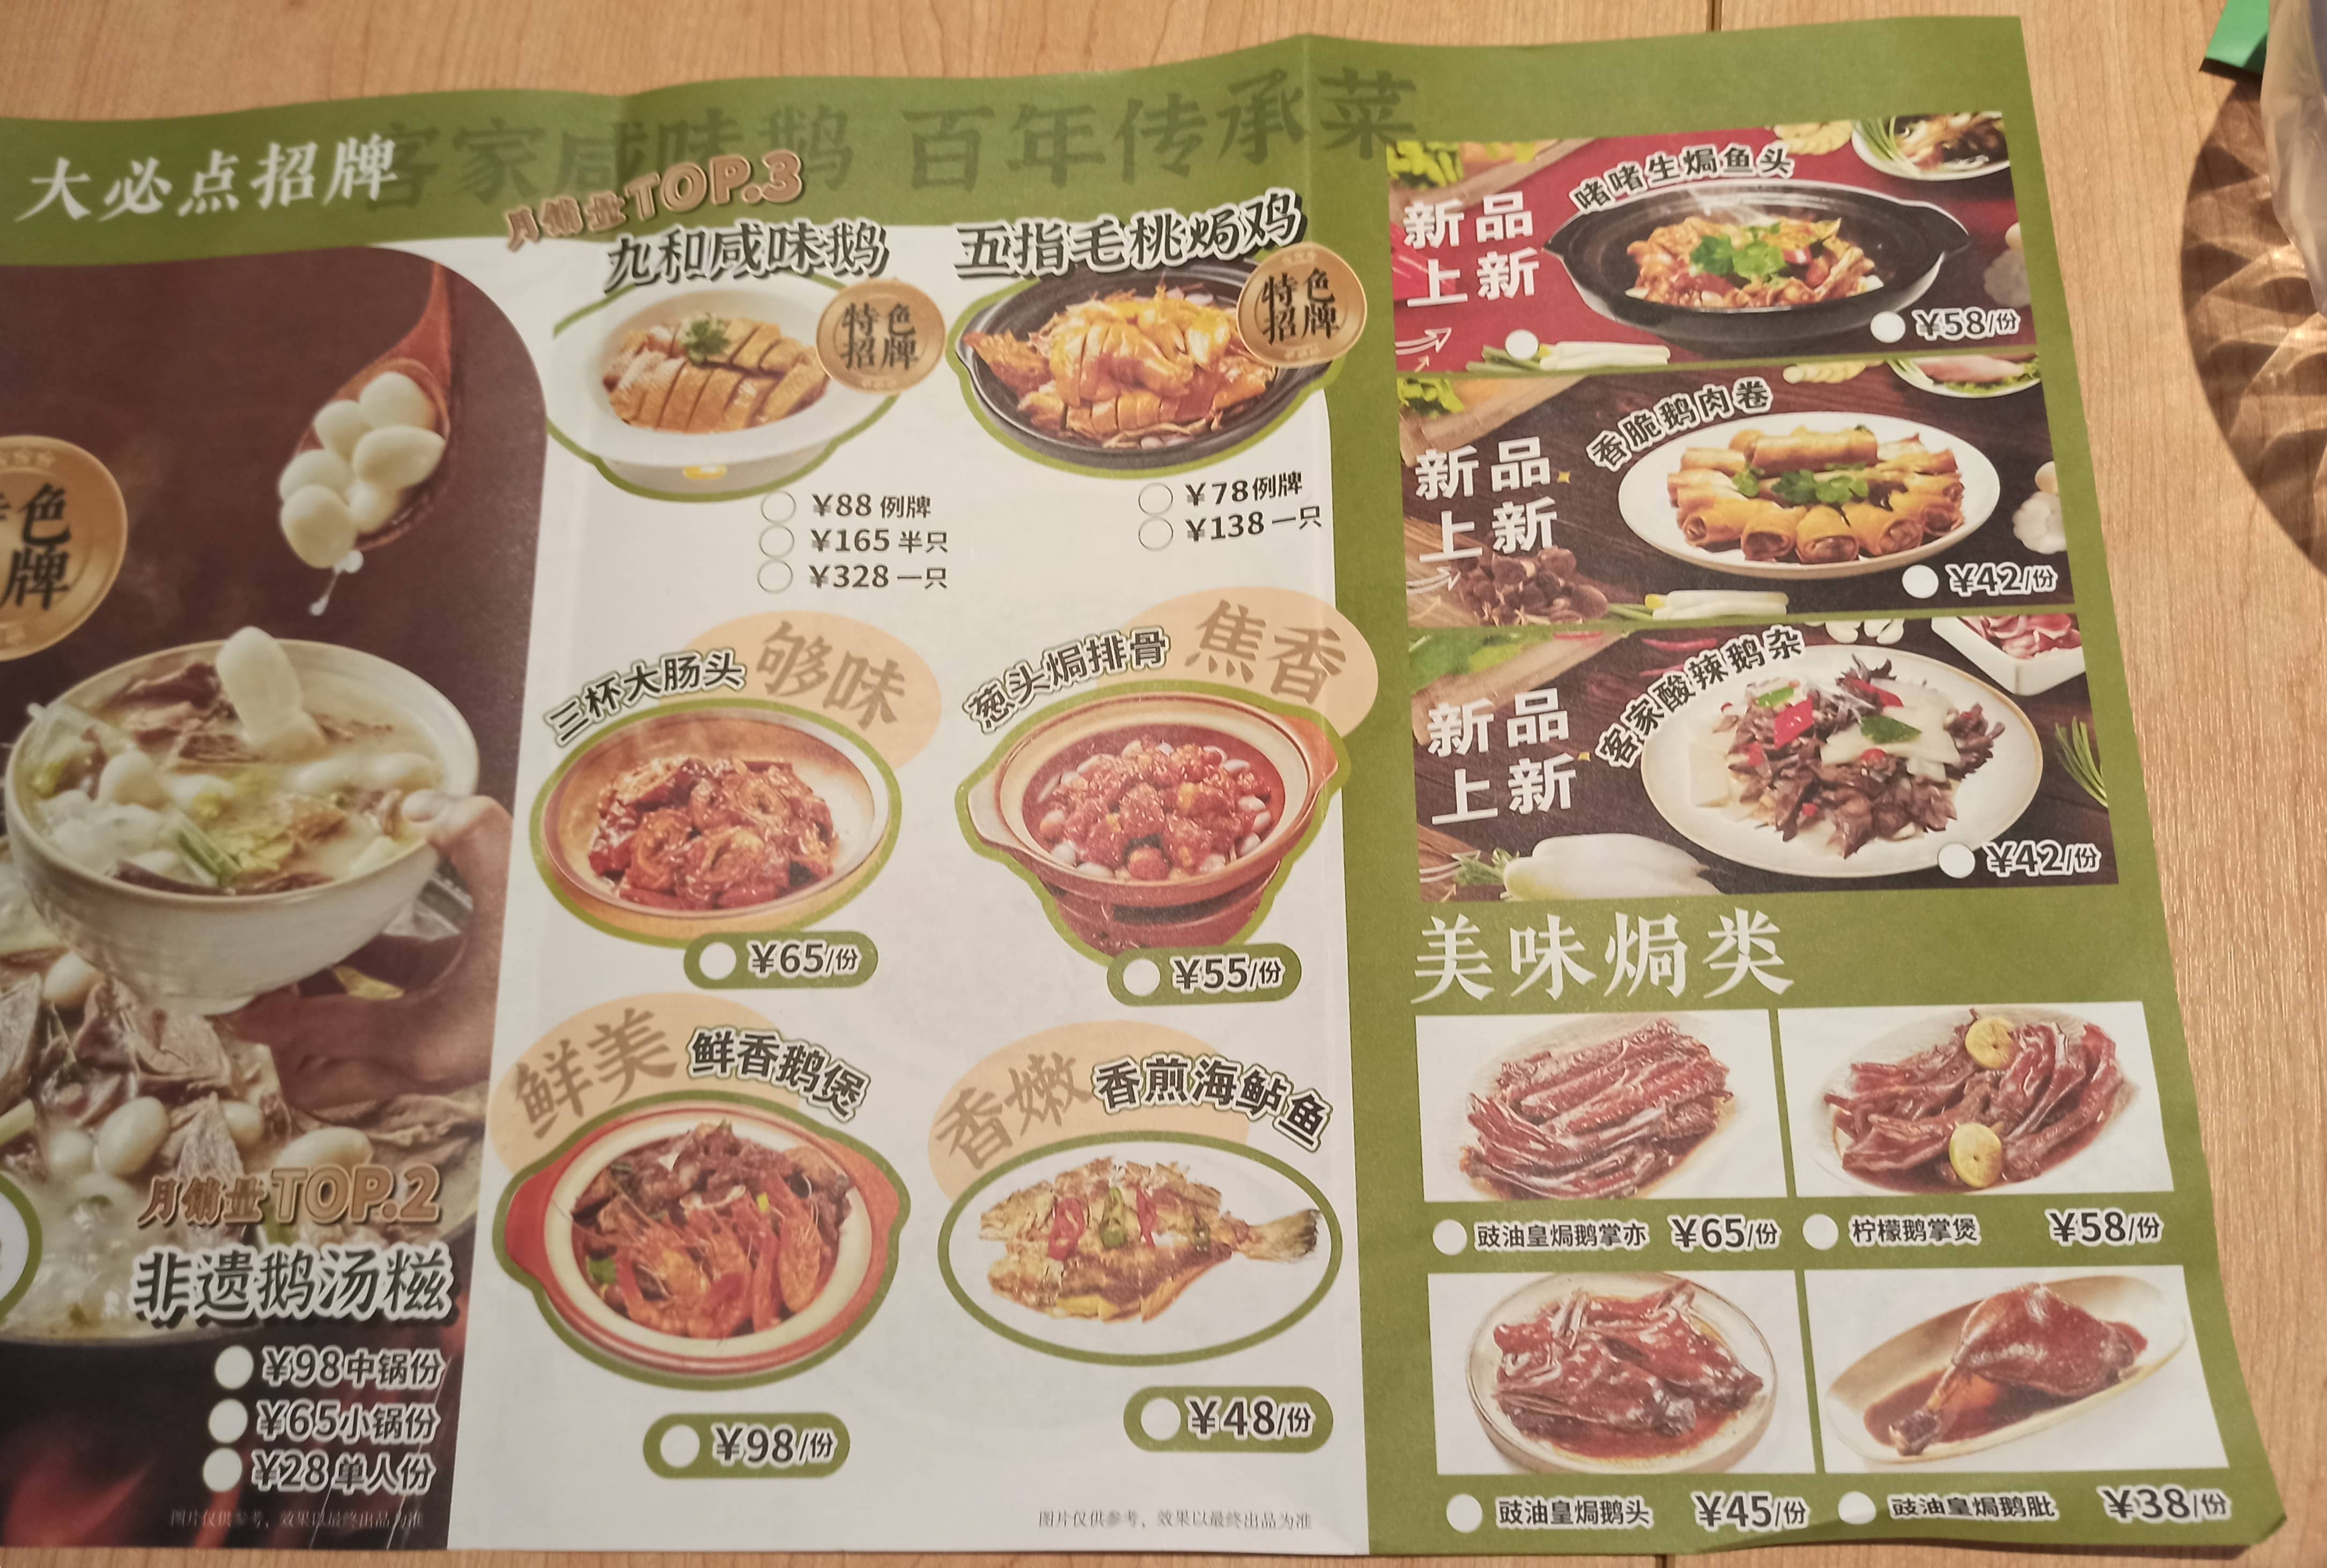 客家咸味鹅 百年传承菜
大必点招牌
色
牌
月销量TOP.2
非遗鹅汤糍
¥98中锅份
¥65小锅份
¥28单人份
图片仅供参考，效果以最终出品为准
月销量TOP.3
九和咸味鹅
特色
招牌
¥88 例牌
¥165 半只
¥328 一只
五指毛桃焗鸡
特色
招牌
¥78例牌
¥138一只
三杯大肠头
够味
¥65/份
葱头焗排骨
焦香
¥55/份
鲜美
鲜香鹅煲
¥98/份
香嫩
香煎海鲈鱼
¥48/份
图片仅供参考，效果以最终出品为准
新品
上新
啫啫生焗鱼头
¥58/份
新品
上新
香脆鹅肉卷
¥42/份
新品
上新
客家酸辣鹅杂
¥42/份
美味焗类
豉油皇焗鹅掌亦 ¥65/份
柠檬鹅掌煲 ¥58/份
豉油皇焗鹅头 ¥45/份
豉油皇焗鹅肶 ¥38/份